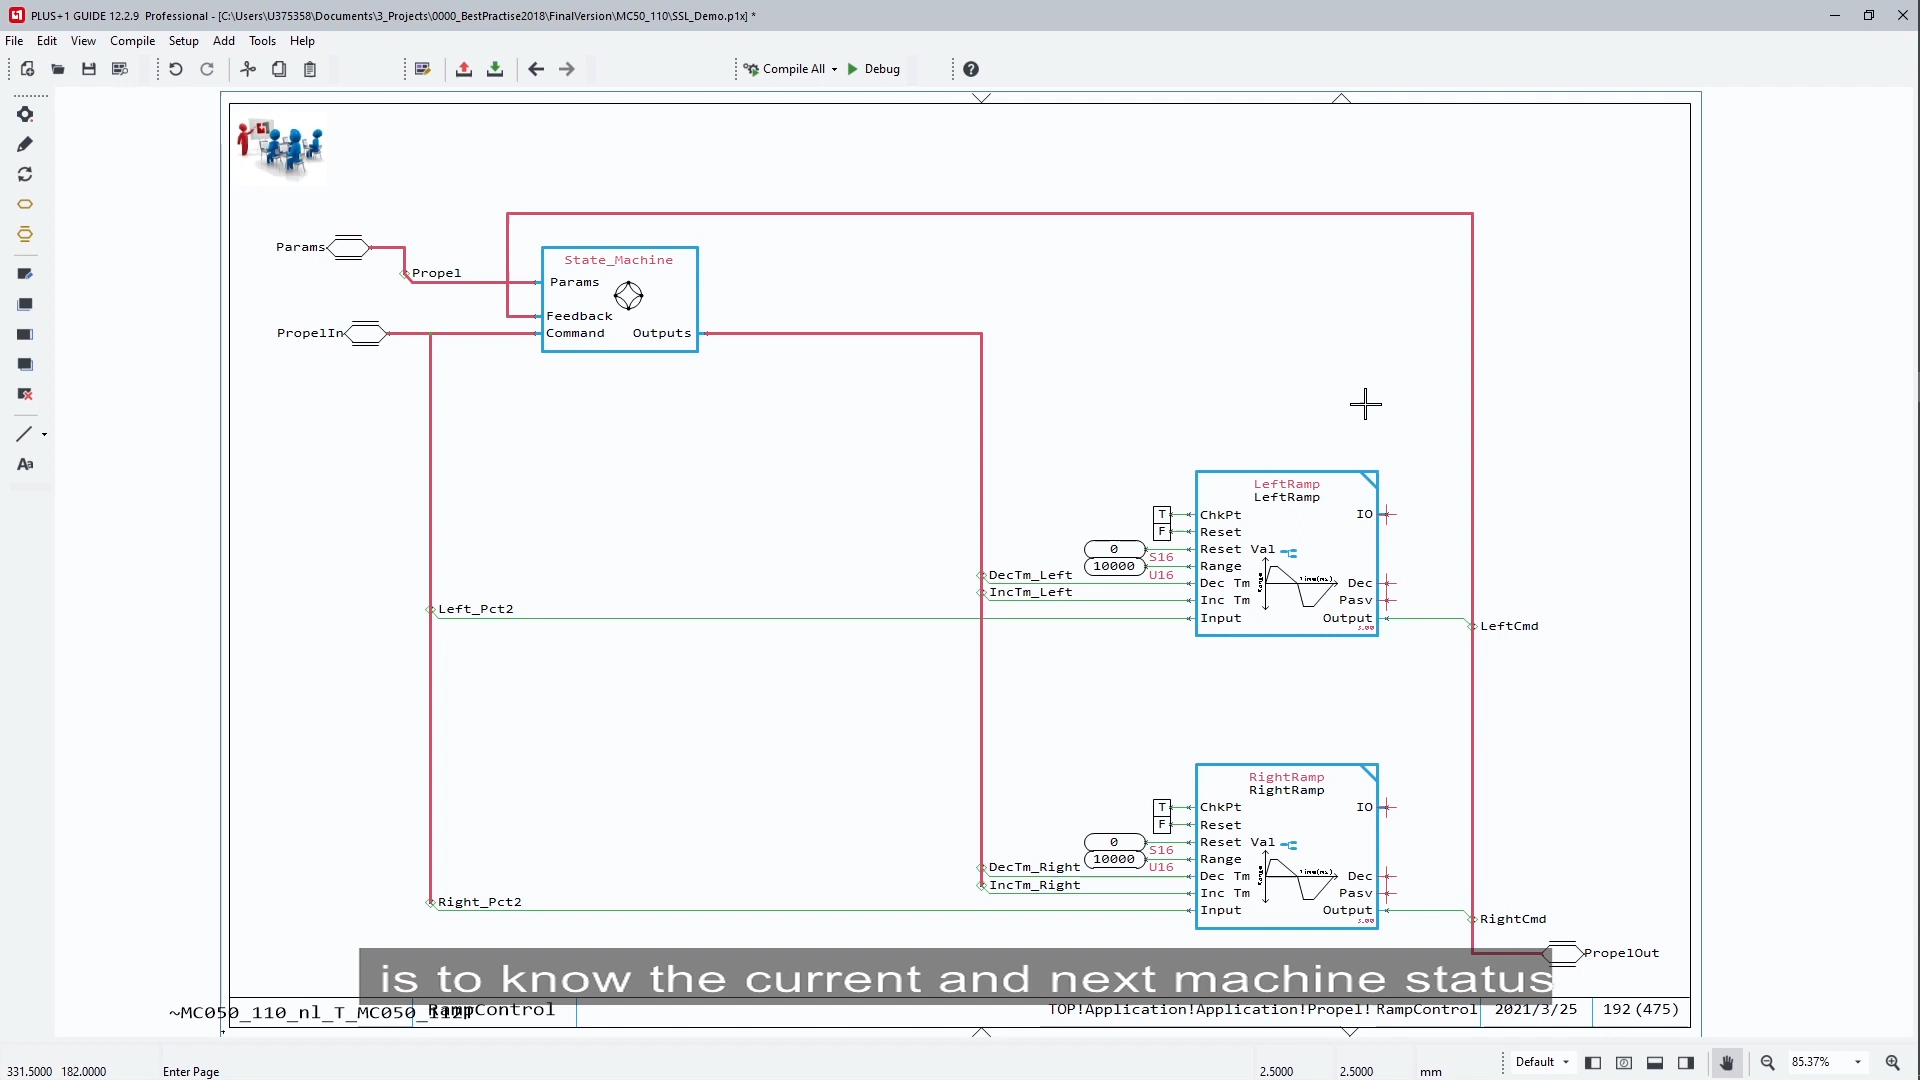 PLUS+1 GUIDE 12.2.9 Professional - [C:\Users\U375358\Documents\3_Projects\0000_BestPractise2018\FinalVersion\MC50_110\SSL_Demo.p1x] *
File Edit View Compile Setup Add Tools Help
Compile All Debug
Params
Propel
PropelIn
State_Machine
Params
Feedback
Command Outputs
LeftRamp
LeftRamp
T ChkPt IO
F Reset
0 Reset Val
S16
10000 Range
U16
DecTm_Left Dec Tm Dec
IncTm_Left Inc Tm Pasv
Left_Pct2 Input Output
LeftCmd
RightRamp
RightRamp
T ChkPt IO
F Reset
0 Reset Val
S16
10000 Range
U16
DecTm_Right Dec Tm Dec
IncTm_Right Inc Tm Pasv
Right_Pct2 Input Output
RightCmd
PropelOut
is to know the current and next machine status
RampControl TOP!Application!Application!Propel!RampControl 2021/3/25 192(475)
331.5000 182.0000 Enter Page 2.5000 2.5000 mm Default 85.37%
Aa